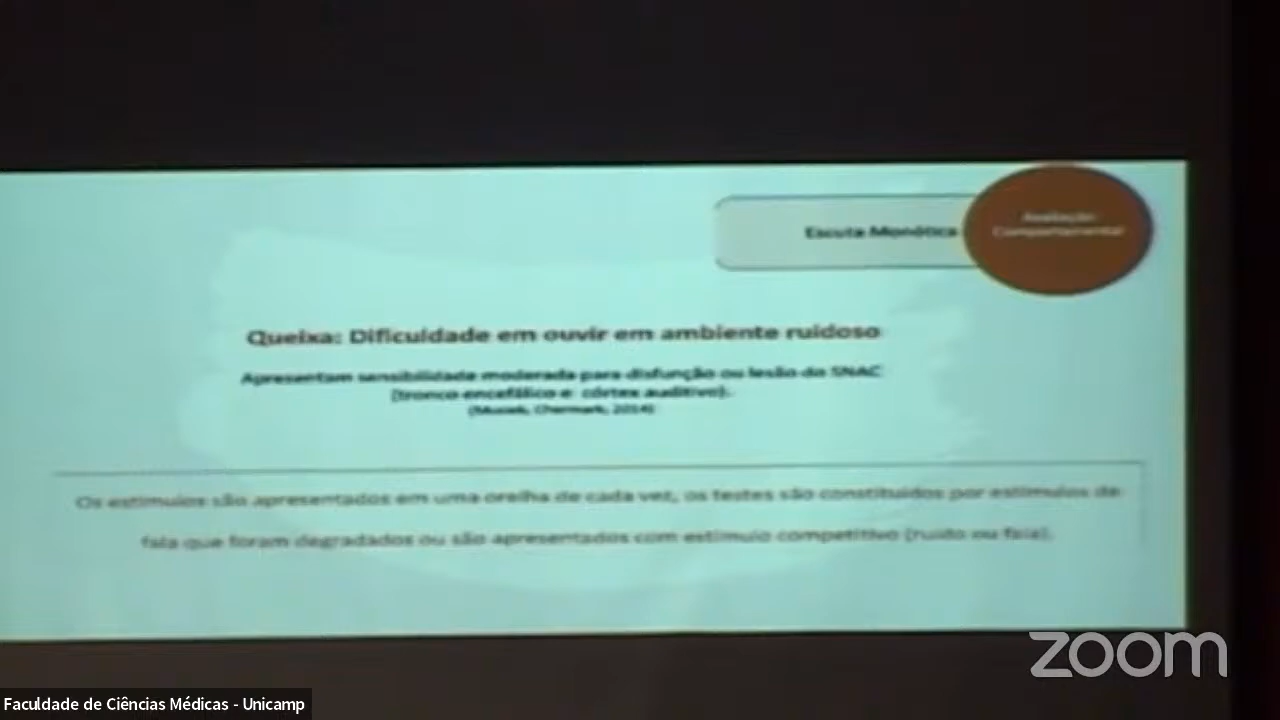 Escuta Monótica
Avaliação
Comportamental
Queixa: Dificuldade em ouvir em ambiente ruidoso
Apresentam sensibilidade moderada para disfunção ou lesão do SNAC
(tronco encefálico e córtex auditivo).
(Musiek, Chermark, 2014)
Os estímulos são apresentados em uma orelha de cada vez, os testes são constituídos por estímulos de
fala que foram degradados ou são apresentados com estímulo competitivo (ruído ou fala).
zoom
Faculdade de Ciências Médicas - Unicamp